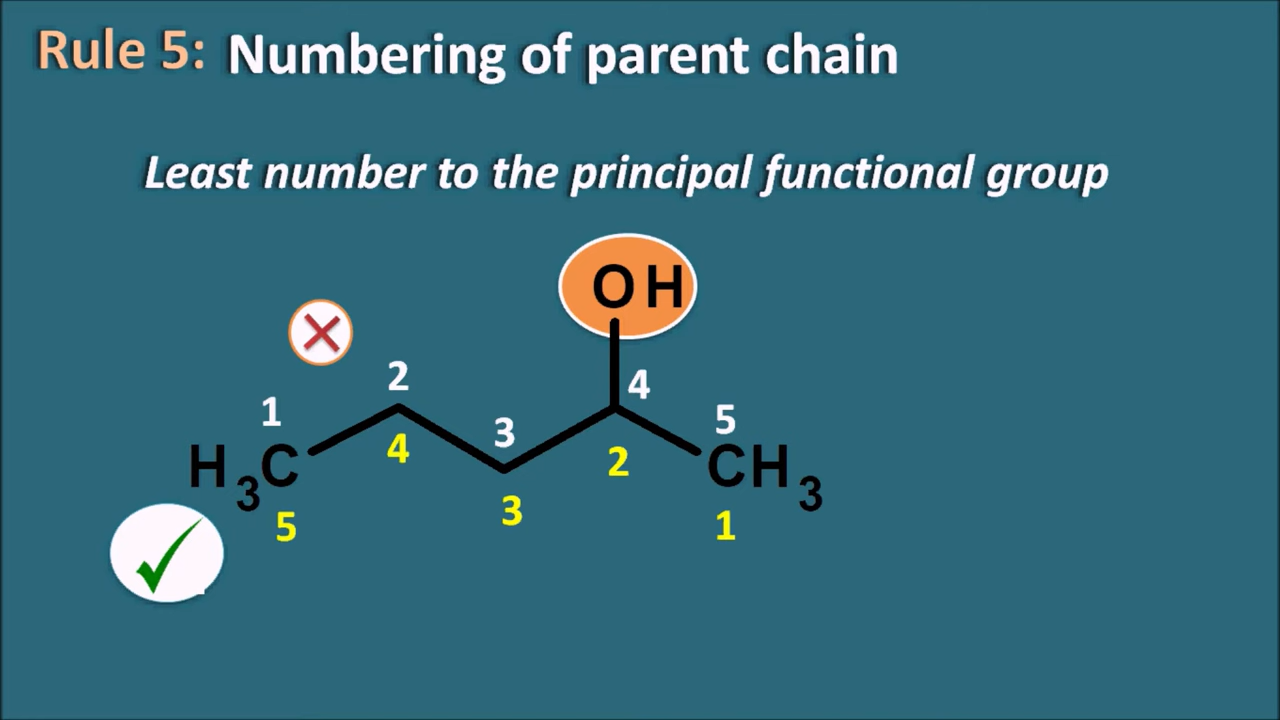 Rule 5: Numbering of parent chain
Least number to the principal functional group
OH
2 4
1 3 5
H3C CH3
4 2
5 3 1